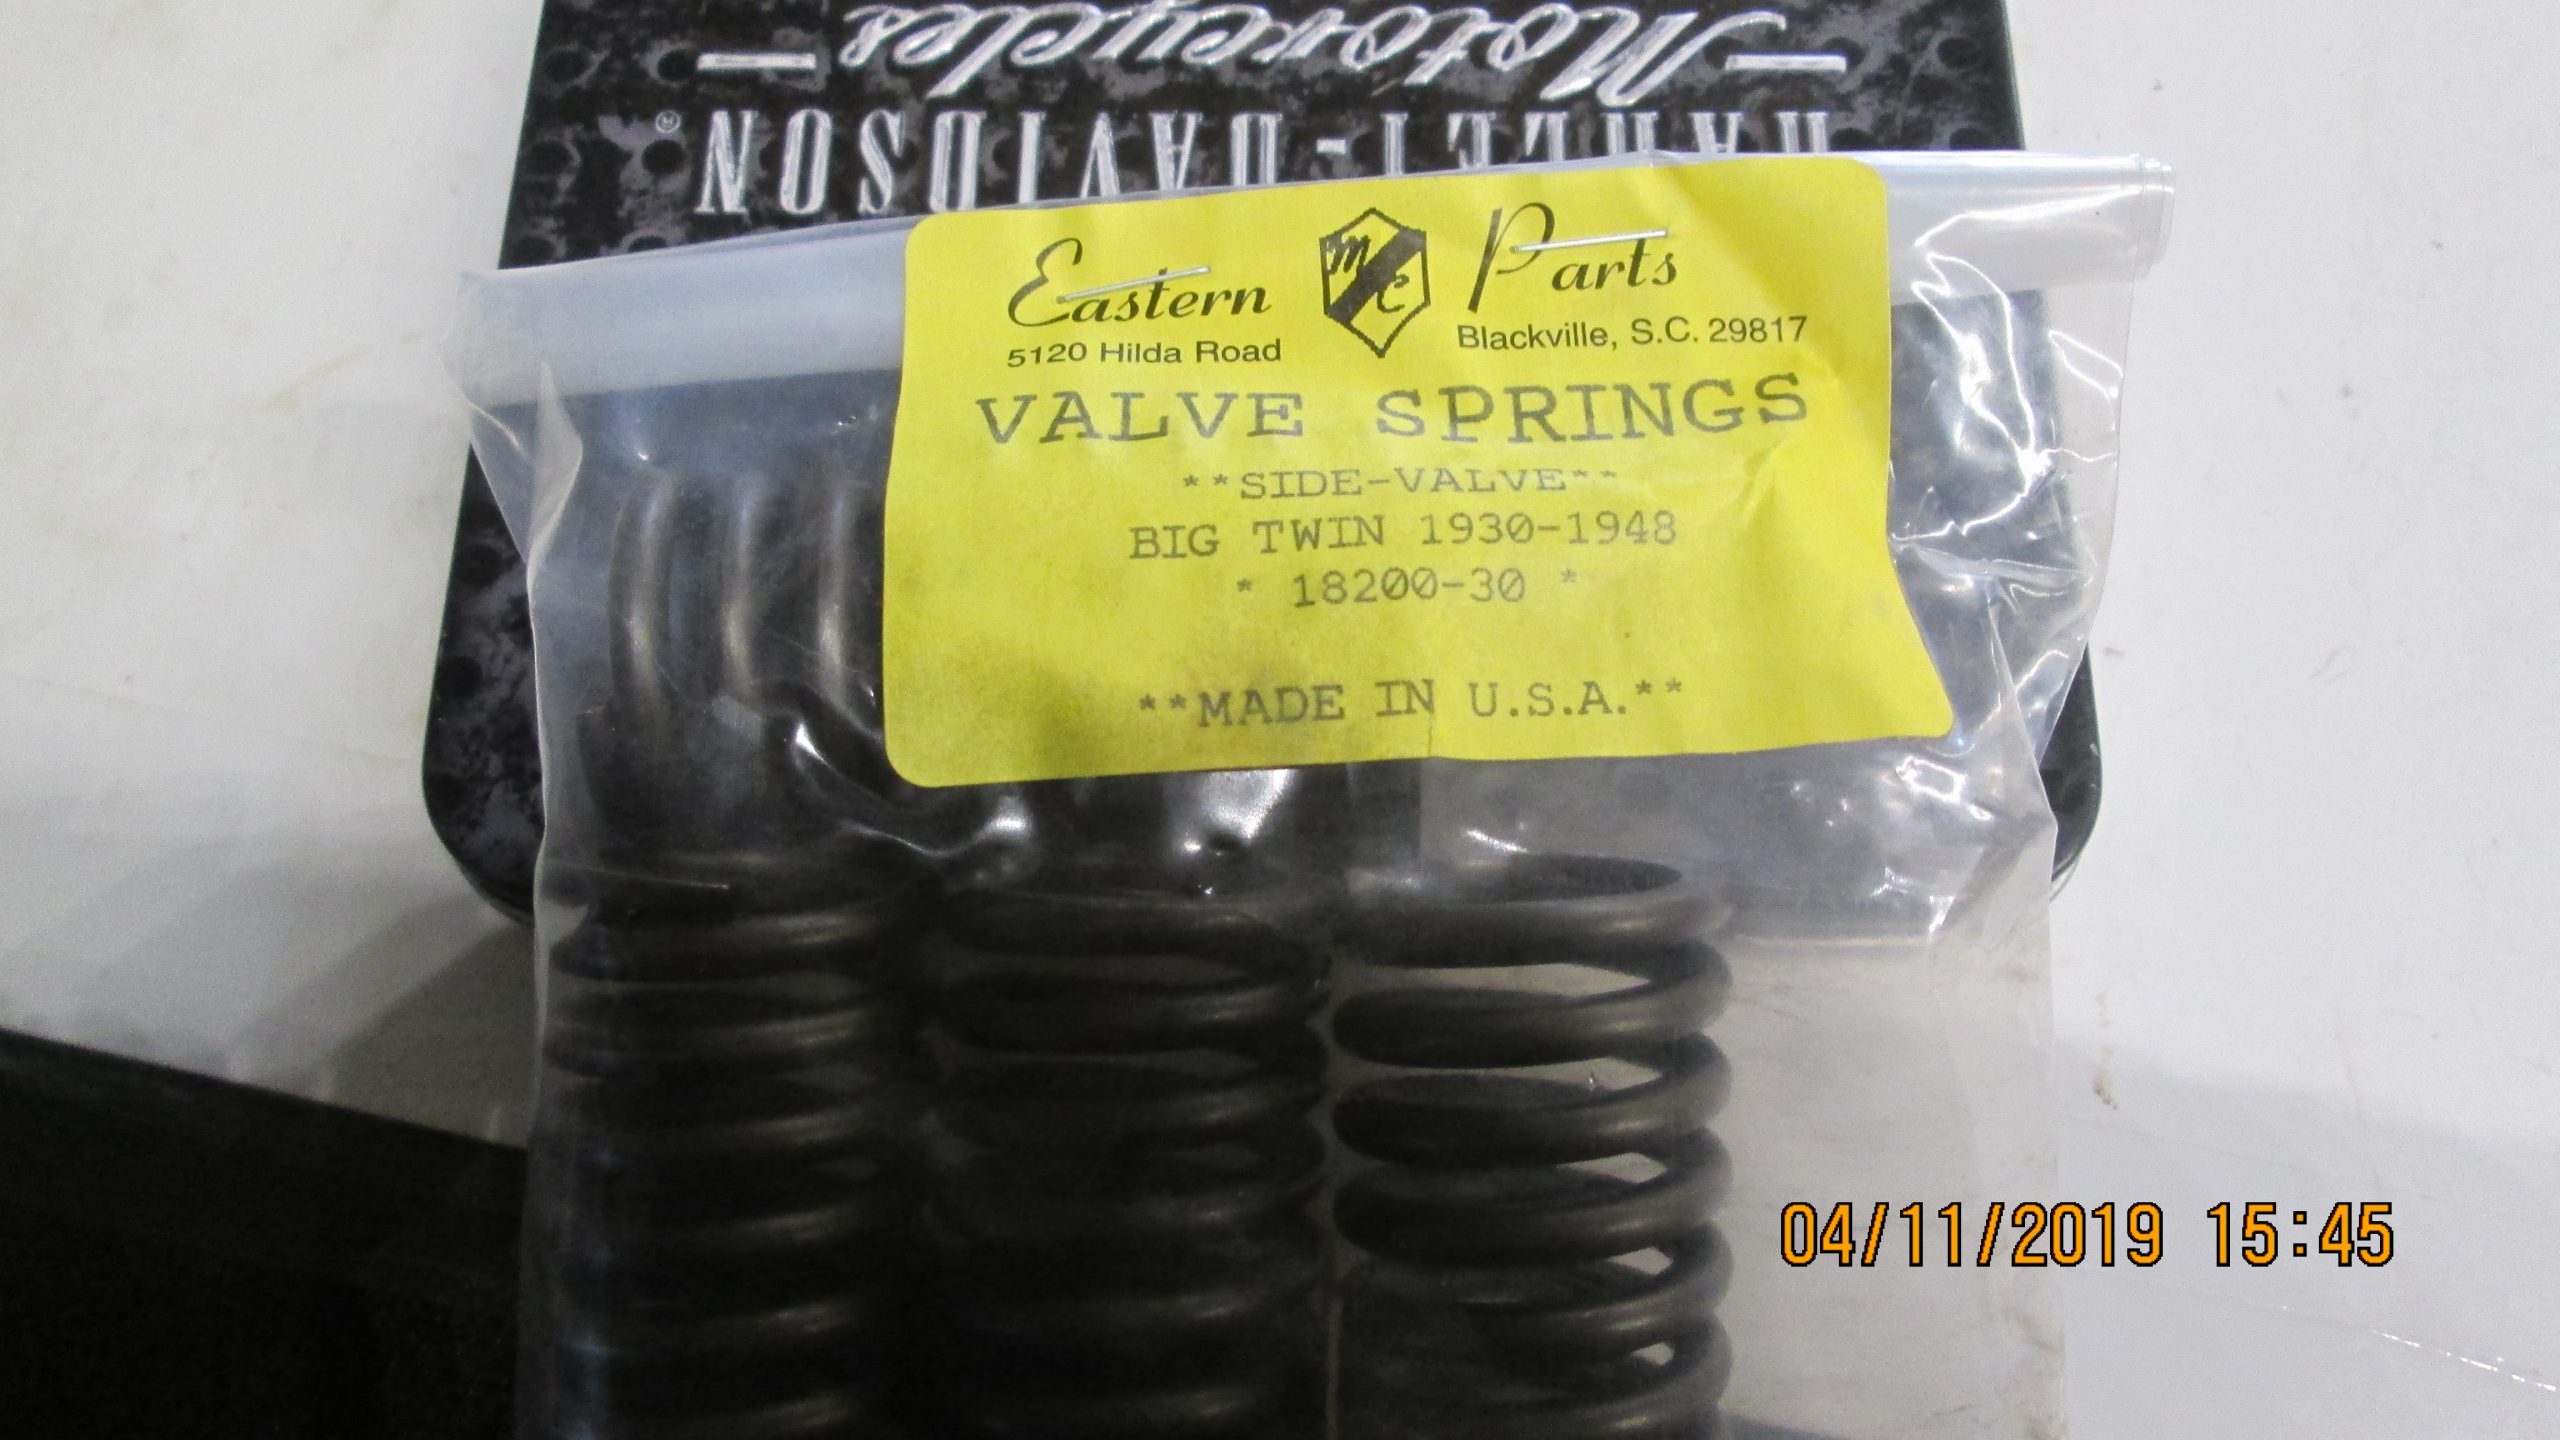 HARLEY-DAVIDSON®
Motorcycles
Eastern MC Parts
5120 Hilda Road Blackville, S.C. 29817
VALVE SPRINGS
**SIDE-VALVE**
BIG TWIN 1930-1948
* 18200-30 *
**MADE IN U.S.A.**
04/11/2019 15:45